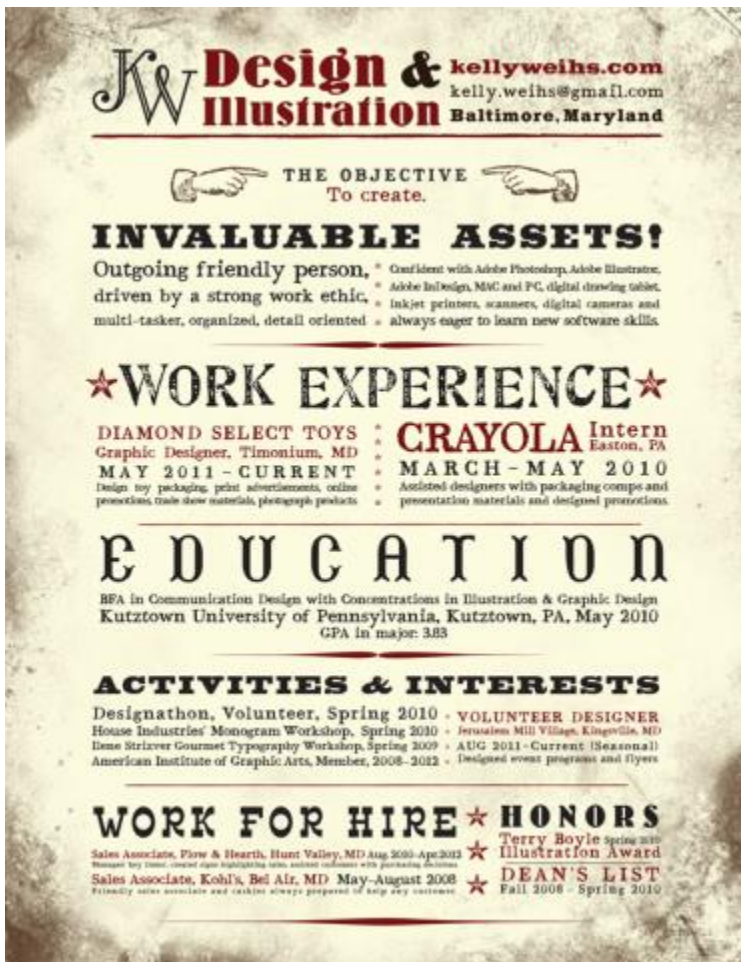 KW Design &
Illustration
kellyweihs.com
kelly.weihs@gmail.com
Baltimore, Maryland
THE OBJECTIVE
To create.
INVALUABLE ASSETS!
Outgoing friendly person,
driven by a strong work ethic,
multi-tasker, organized, detail oriented
Confident with Adobe Photoshop, Adobe Illustrator,
Adobe InDesign, MAC and PC, digital drawing tablet,
inkjet printers, scanners, digital cameras and
always eager to learn new software skills.
WORK EXPERIENCE
DIAMOND SELECT TOYS
Graphic Designer, Timonium, MD
MAY 2011 - CURRENT
Design toy packaging, print advertisements, online
promotions, trade show materials, photograph products
CRAYOLA Intern
Easton, PA
MARCH - MAY 2010
Assisted designers with packaging comps and
presentation materials and designed promotions
EDUCATION
BFA in Communication Design with Concentrations in Illustration & Graphic Design
Kutztown University of Pennsylvania, Kutztown, PA, May 2010
GPA in major: 3.83
ACTIVITIES & INTERESTS
Designathon, Volunteer, Spring 2010
House Industries' Monogram Workshop, Spring 2010
Ilene Strizver Gourmet Typography Workshop, Spring 2009
American Institute of Graphic Arts, Member, 2008-2012
VOLUNTEER DESIGNER
Jerusalem Mill Village, Kingsville, MD
AUG 2011-Current (Seasonal)
Designed event programs and flyers
WORK FOR HIRE
Sales Associate, Plow & Hearth, Hunt Valley, MD Aug. 2010-Apr.2012
Sales Associate, Kohl's, Bel Air, MD May-August 2008
Friendly sales associate and cashier always prepared to help any customer
HONORS
Terry Boyle Spring 2010
Illustration Award
DEAN'S LIST
Fall 2008 - Spring 2010